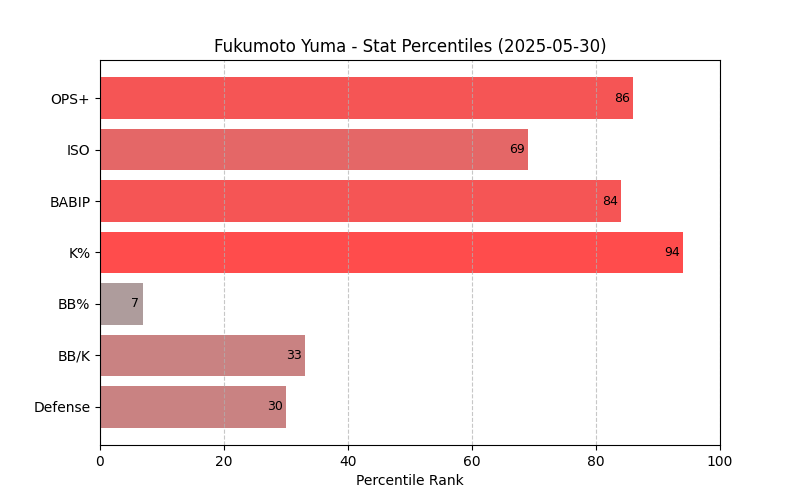 Fukumoto Yuma - Stat Percentiles (2025-05-30)
OPS+ 86
ISO 69
BABIP 84
K% 94
BB% 7
BB/K 33
Defense 30
0 20 40 60 80 100
Percentile Rank